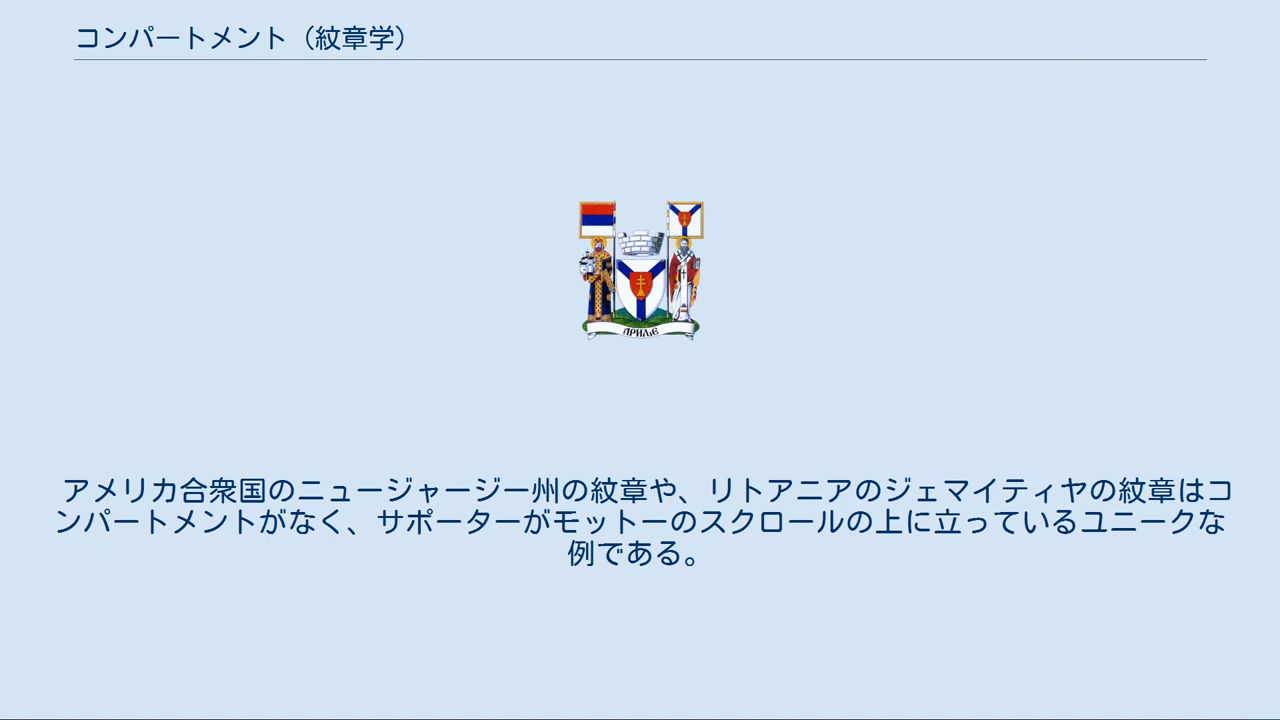 コンパートメント（紋章学）
АРИЉЕ
アメリカ合衆国のニュージャージー州の紋章や、リトアニアのジェマイティヤの紋章はコ
ンパートメントがなく、サポーターがモットーのスクロールの上に立っているユニークな
例である。